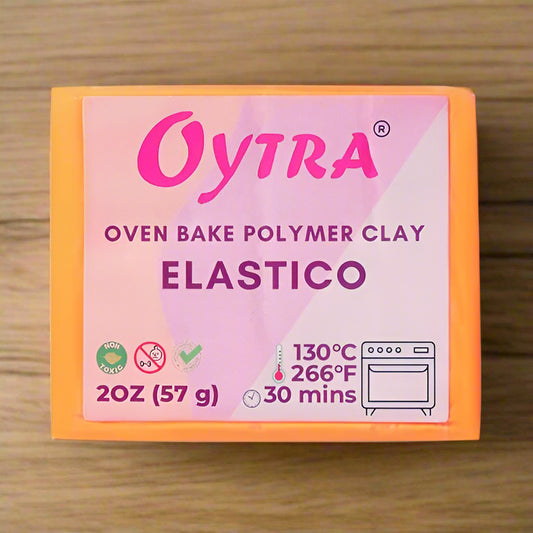 OYTRA®
OVEN BAKE POLYMER CLAY
ELASTICO
NON
TOXIC
130°C
266°F
2OZ (57 g)
30 mins